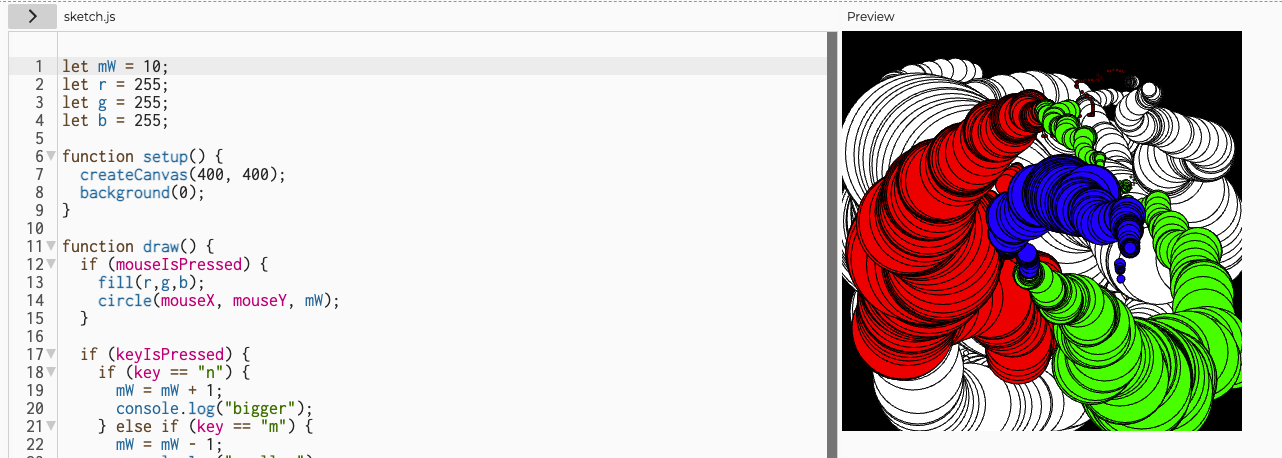 sketch.js
Preview
1 let mW = 10;
2 let r = 255;
3 let g = 255;
4 let b = 255;
5
6 function setup() {
7 createCanvas(400, 400);
8 background(0);
9 }
10
11 function draw() {
12 if (mouseIsPressed) {
13 fill(r,g,b);
14 circle(mouseX, mouseY, mW);
15 }
16
17 if (keyIsPressed) {
18 if (key == "n") {
19 mW = mW + 1;
20 console.log("bigger");
21 } else if (key == "m") {
22 mW = mW - 1;